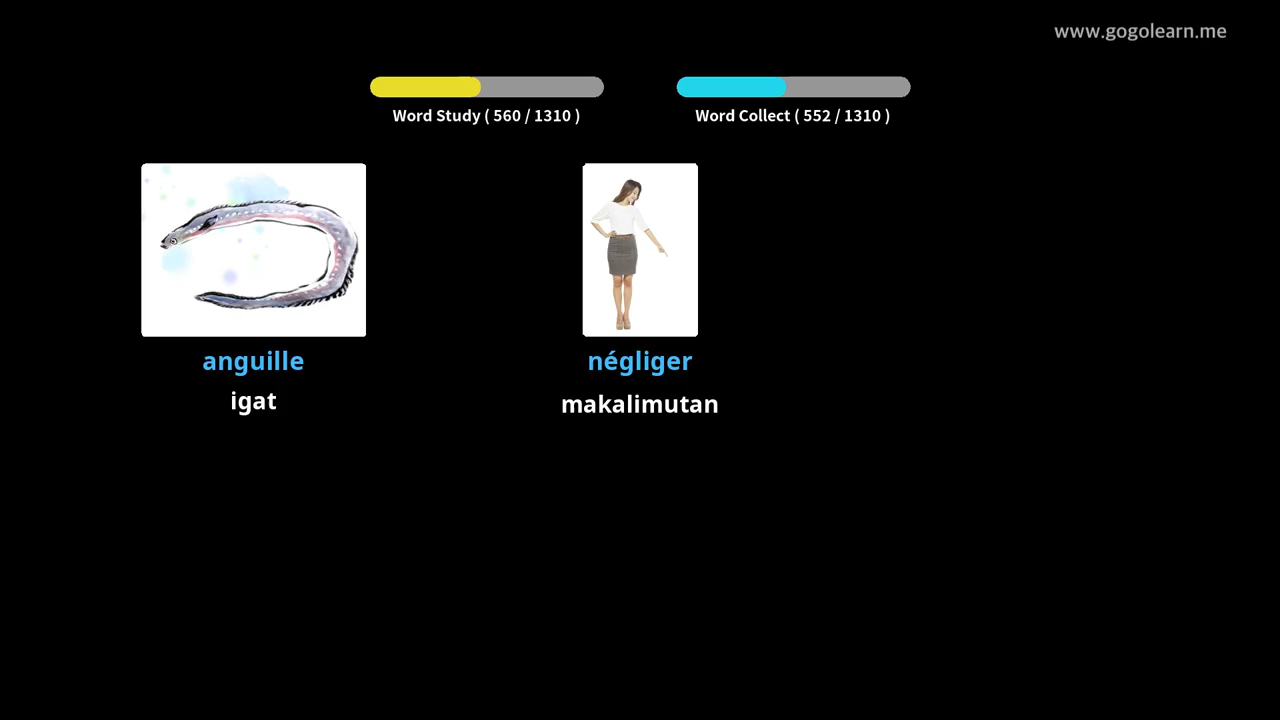 www.gogolearn.me
Word Study ( 560 / 1310 )
Word Collect ( 552 / 1310 )
anguille
igat
négliger
makalimutan